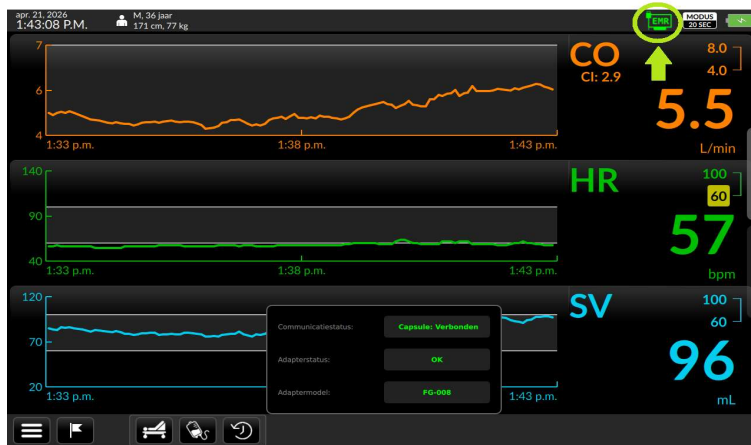 apr. 21, 2026
1:43:08 P.M.
M, 36 jaar
171 cm, 77 kg
EMR
MODUS
20 SEC
7
6
4
1:33 p.m.
1:38 p.m.
1:43 p.m.
CO
CI: 2.9
8.0
4.0
5.5
L/min
140
90
40
1:33 p.m.
1:38 p.m.
1:43 p.m.
HR
100
60
57
bpm
120
70
20
1:33 p.m.
1:43 p.m.
SV
100
60
96
mL
Communicatiestatus:
Capsule: Verbonden
Adapterstatus:
OK
Adaptermodel:
FG-008